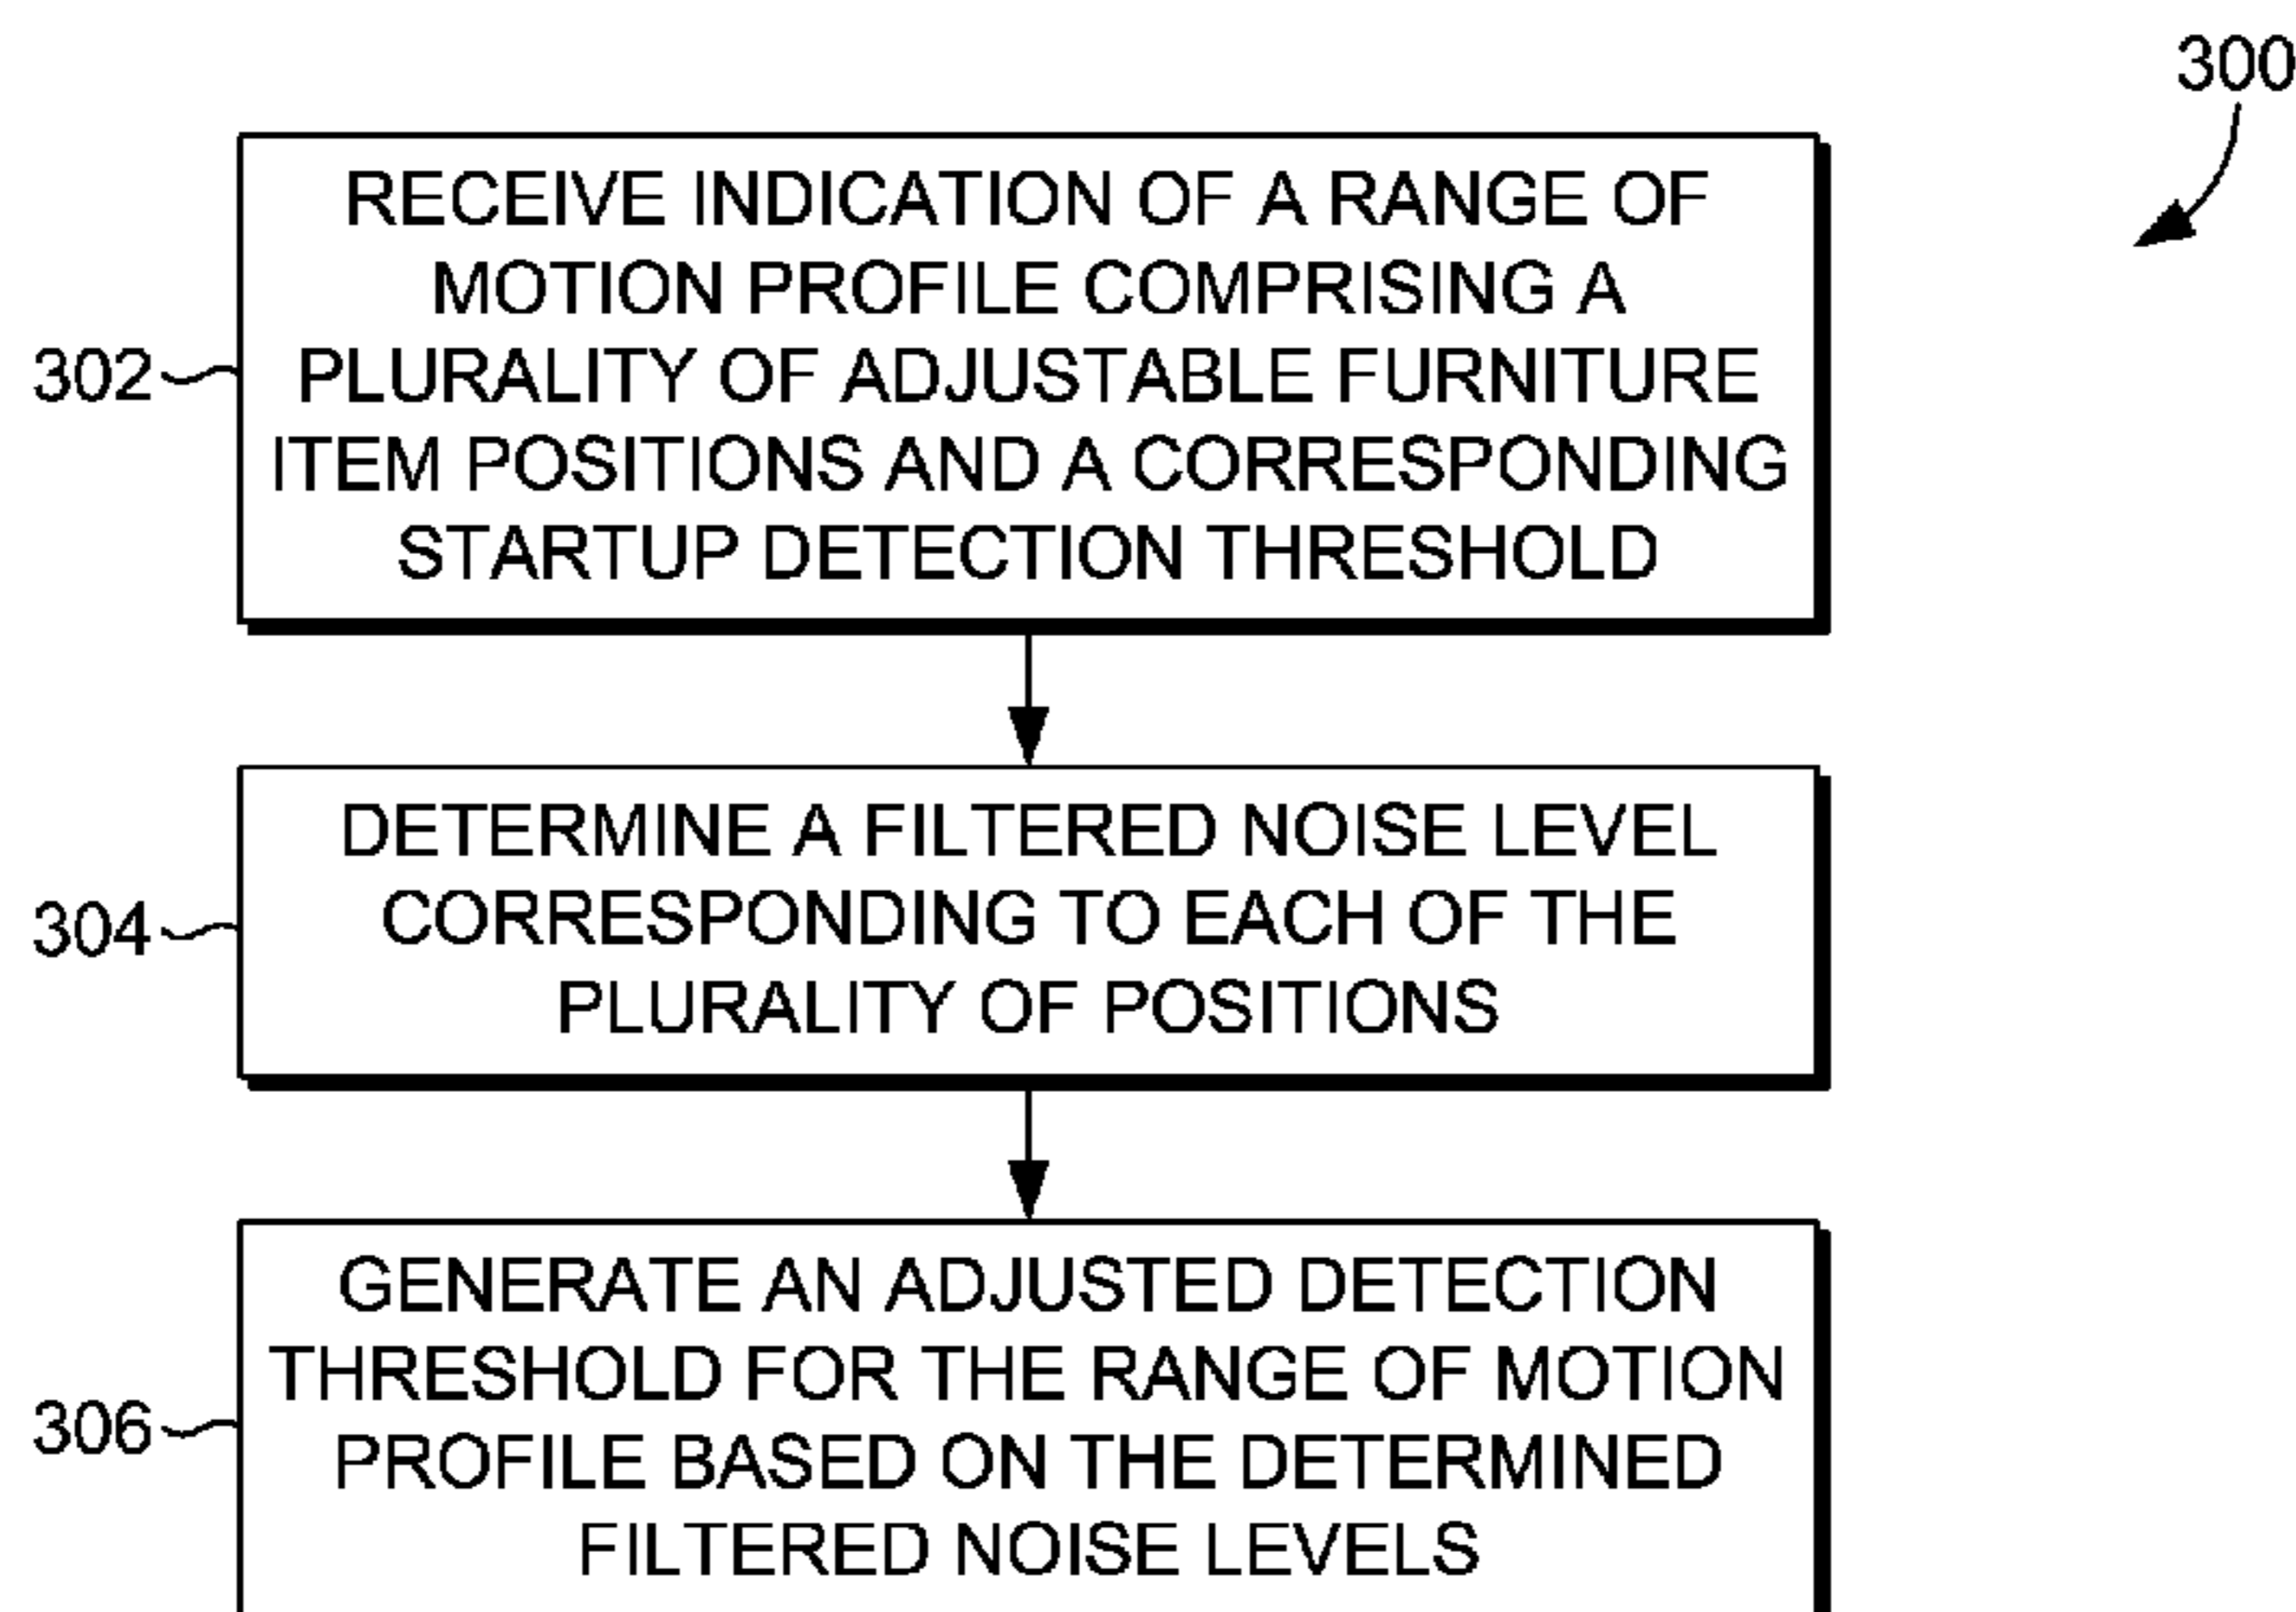 300
RECEIVE INDICATION OF A RANGE OF
MOTION PROFILE COMPRISING A
PLURALITY OF ADJUSTABLE FURNITURE
ITEM POSITIONS AND A CORRESPONDING
STARTUP DETECTION THRESHOLD
302
DETERMINE A FILTERED NOISE LEVEL
CORRESPONDING TO EACH OF THE
PLURALITY OF POSITIONS
304
GENERATE AN ADJUSTED DETECTION
THRESHOLD FOR THE RANGE OF MOTION
PROFILE BASED ON THE DETERMINED
FILTERED NOISE LEVELS
306